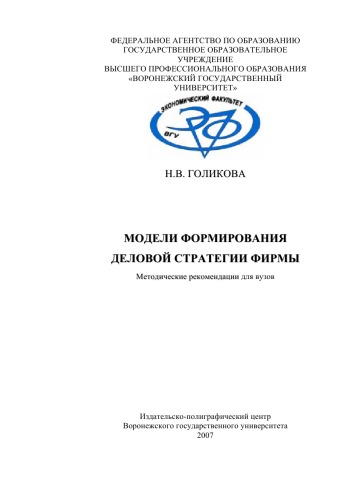 ФЕДЕРАЛЬНОЕ АГЕНТСТВО ПО ОБРАЗОВАНИЮ
ГОСУДАРСТВЕННОЕ ОБРАЗОВАТЕЛЬНОЕ
УЧРЕЖДЕНИЕ
ВЫСШЕГО ПРОФЕССИОНАЛЬНОГО ОБРАЗОВАНИЯ
«ВОРОНЕЖСКИЙ ГОСУДАРСТВЕННЫЙ
УНИВЕРСИТЕТ»
ЭКОНОМИЧЕСКИЙ ФАКУЛЬТЕТ
ВГУ
Н.В. ГОЛИКОВА
МОДЕЛИ ФОРМИРОВАНИЯ
ДЕЛОВОЙ СТРАТЕГИИ ФИРМЫ
Методические рекомендации для вузов
Издательско-полиграфический центр
Воронежского государственного университета
2007